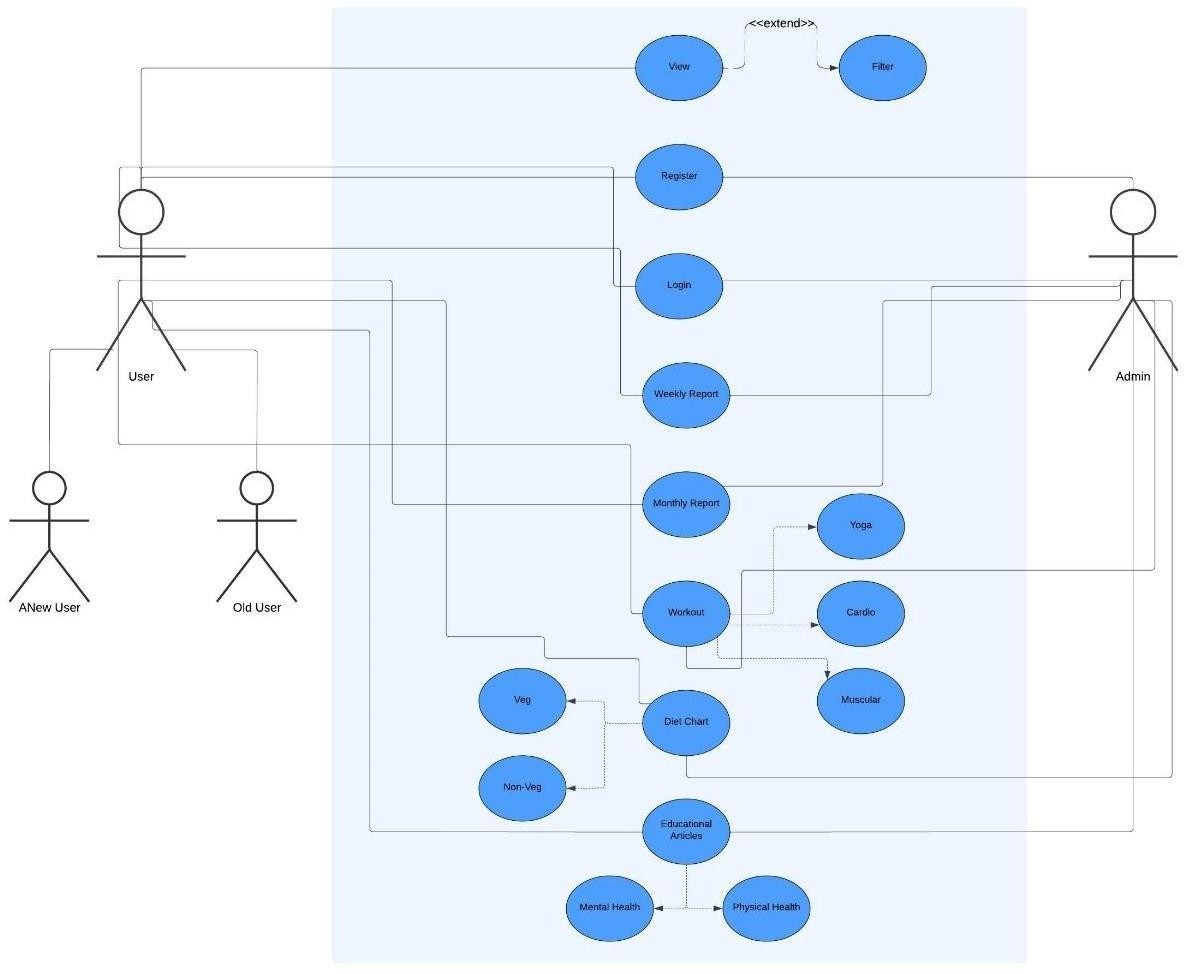 <<extend>>
View
Filter
Register
Login
User
Admin
Weekly Report
Monthly Report
Yoga
ANew User
Old User
Workout
Cardio
Veg
Muscular
Diet Chart
Non-Veg
Educational
Articles
Mental Health
Physical Health